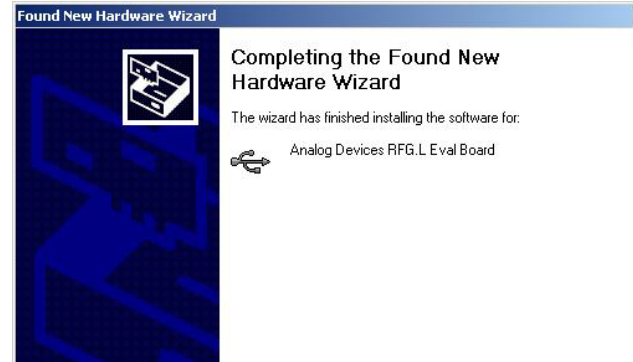 Found New Hardware Wizard
Completing the Found New
Hardware Wizard
The wizard has finished installing the software for:
Analog Devices RFG.L Eval Board